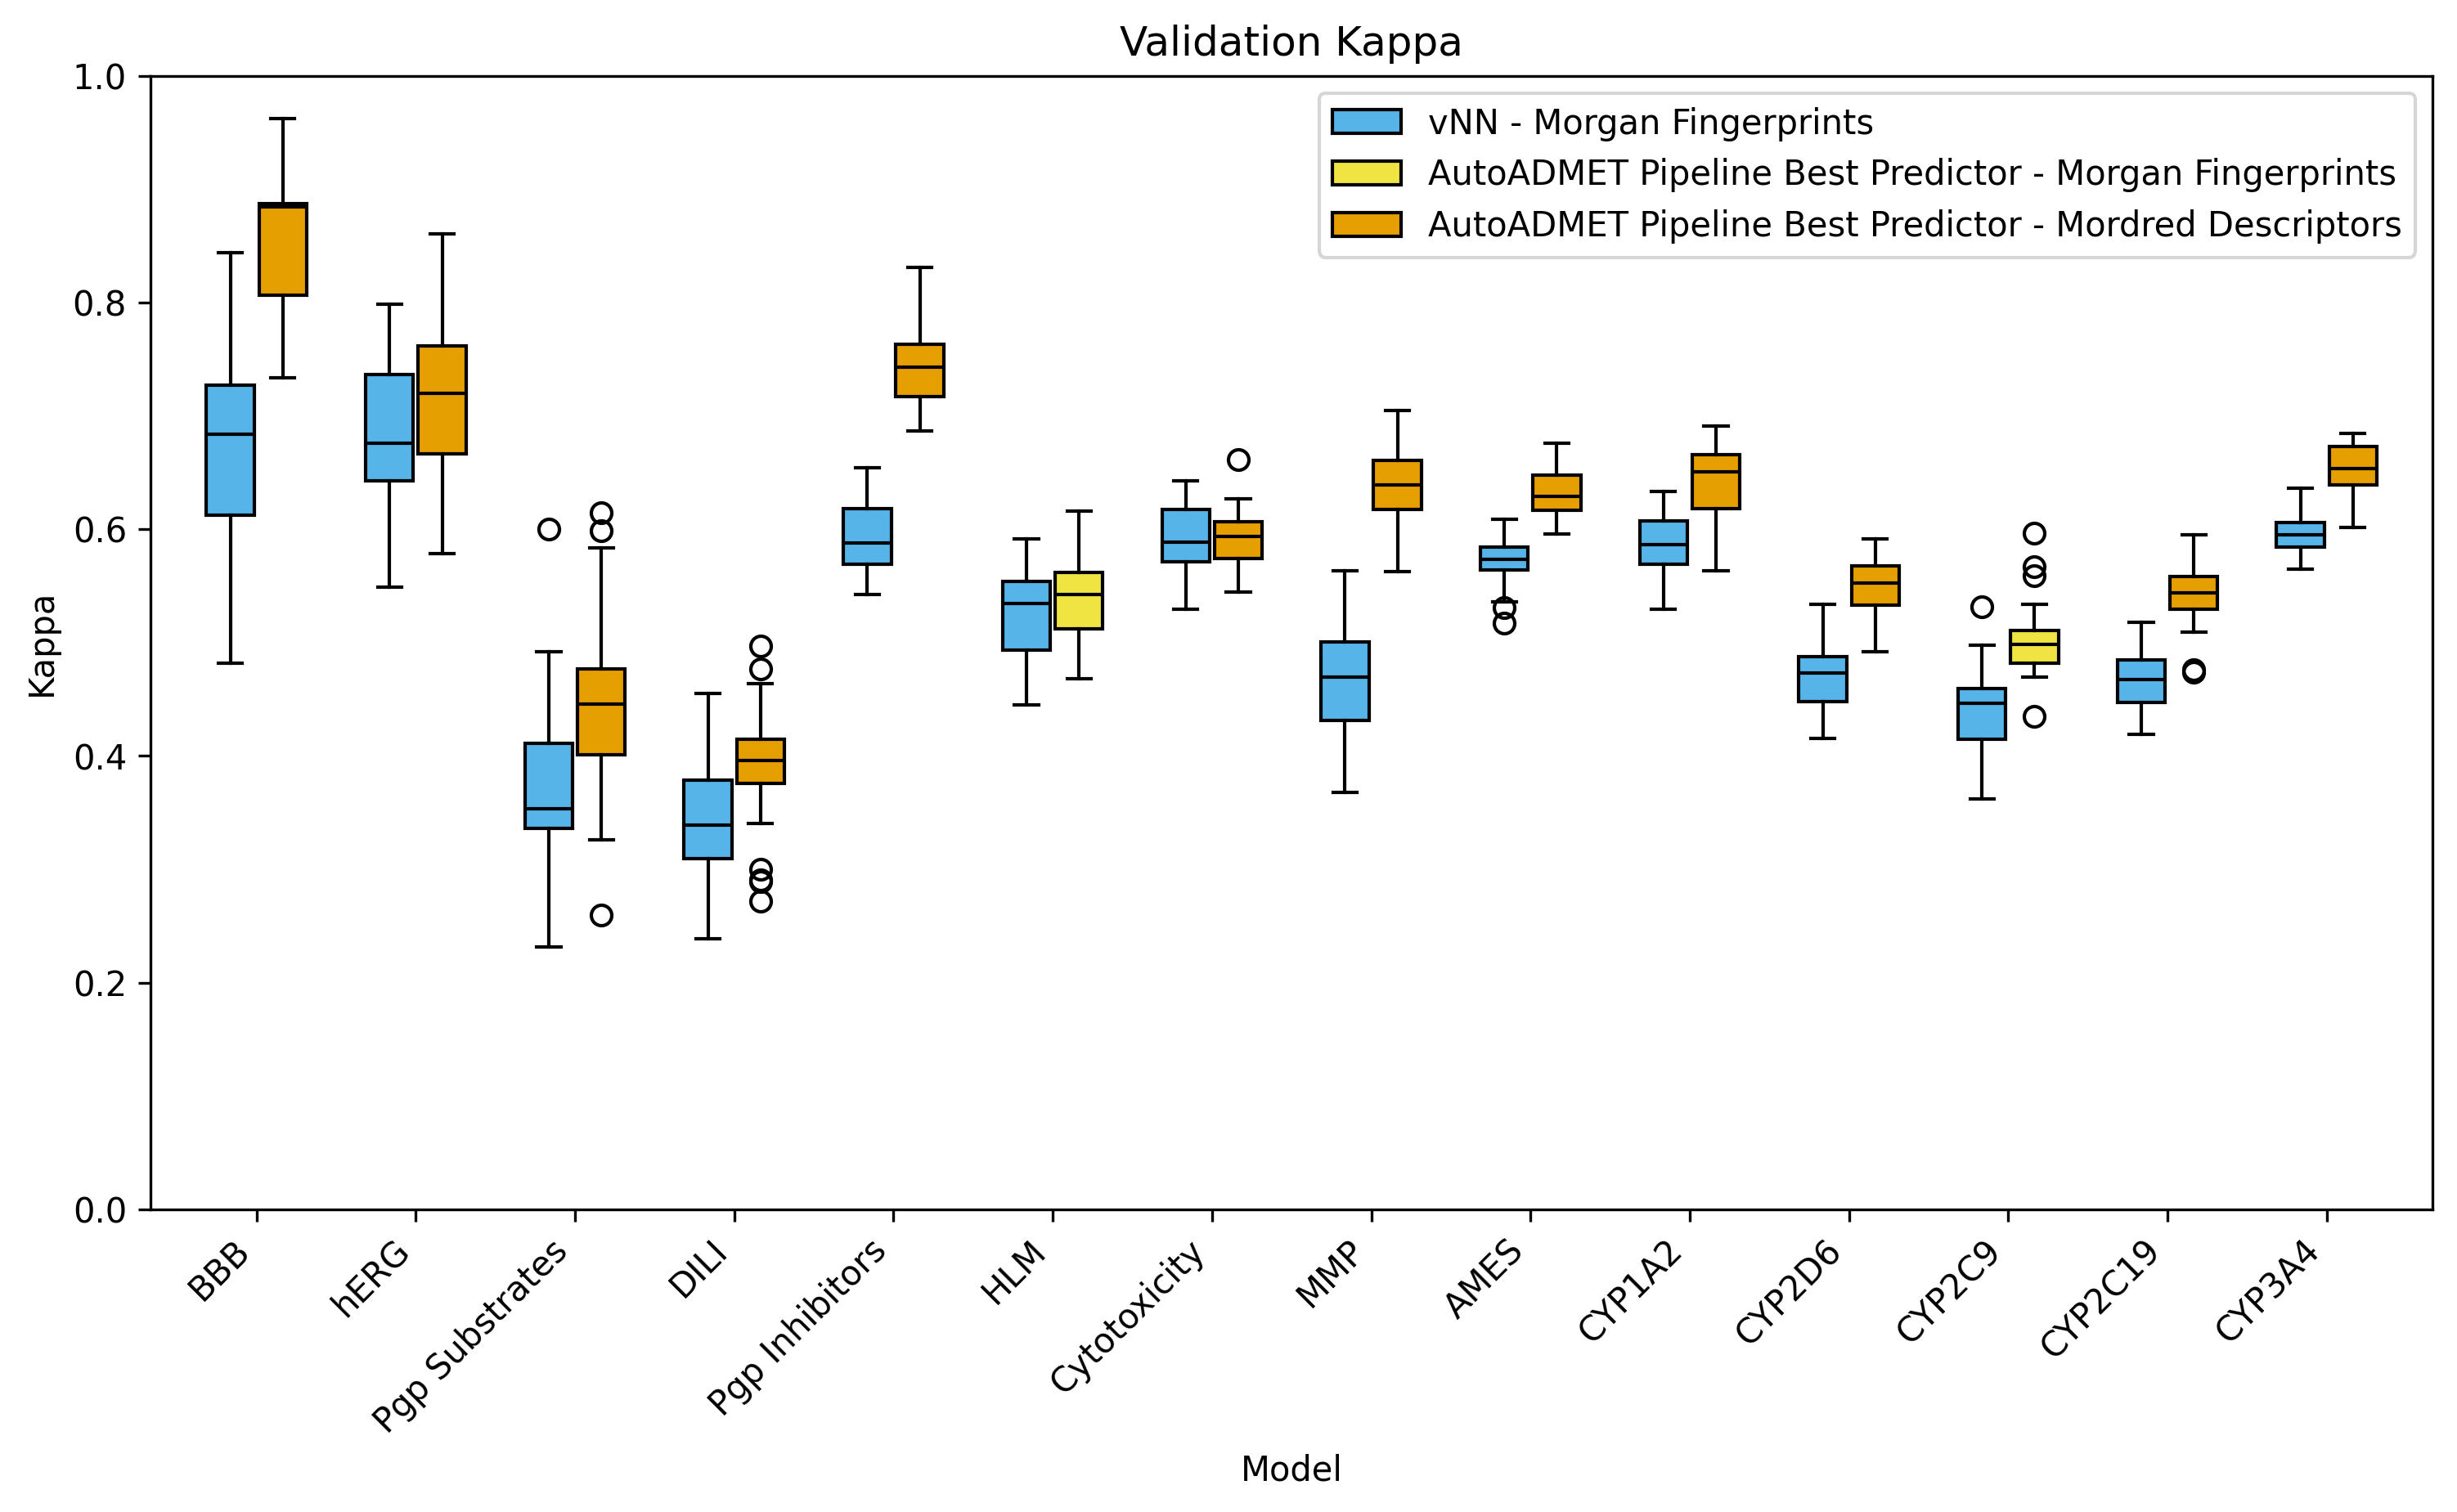 Validation Kappa
1.0
0.8
0.6
0.4
0.2
0.0
Kappa
vNN - Morgan Fingerprints
AutoADMET Pipeline Best Predictor - Morgan Fingerprints
AutoADMET Pipeline Best Predictor - Mordred Descriptors
BBB
hERG
Pgp Substrates
DILI
Pgp Inhibitors
HLM
Cytotoxicity
MMP
AMES
CYP1A2
CYP2D6
CYP2C9
CYP2C19
CYP3A4
Model